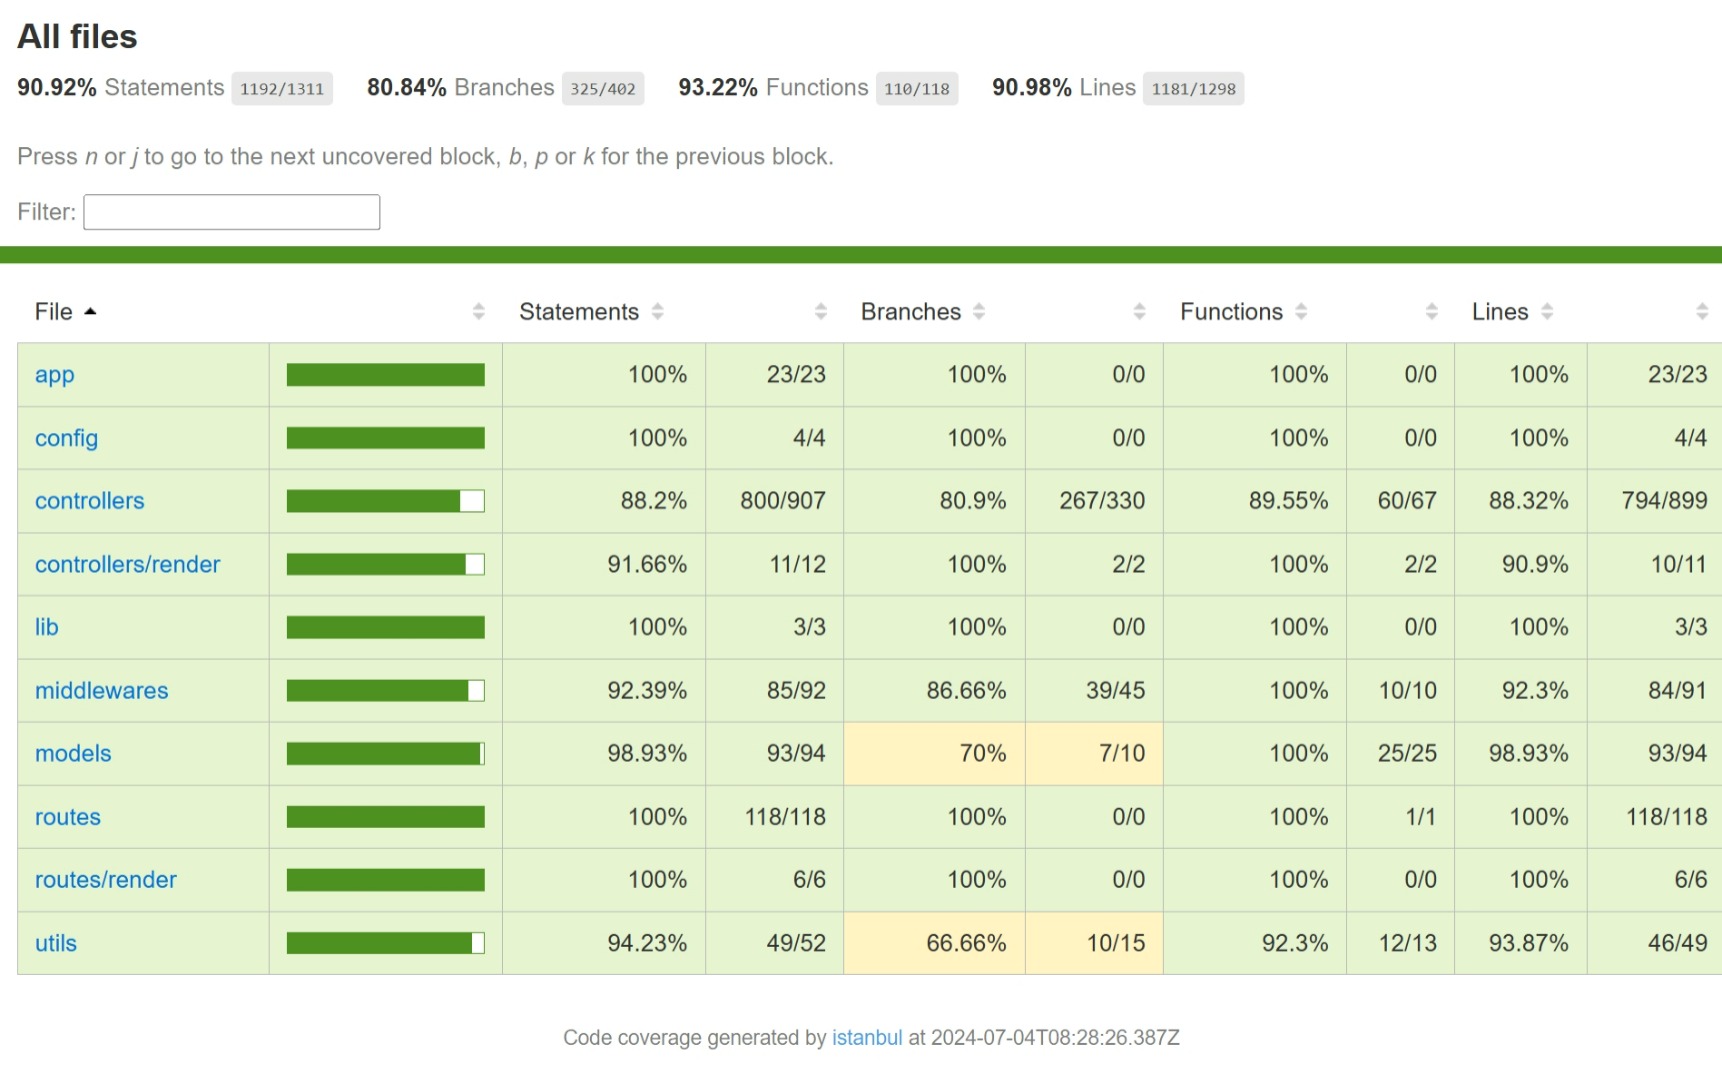 All files
90.92% Statements 1192/1311 80.84% Branches 325/402 93.22% Functions 110/118 90.98% Lines 1181/1298
Press n or j to go to the next uncovered block, b, p or k for the previous block.
Filter:
File Statements Branches Functions Lines
app 100% 23/23 100% 0/0 100% 0/0 100% 23/23
config 100% 4/4 100% 0/0 100% 0/0 100% 4/4
controllers 88.2% 800/907 80.9% 267/330 89.55% 60/67 88.32% 794/899
controllers/render 91.66% 11/12 100% 2/2 100% 2/2 90.9% 10/11
lib 100% 3/3 100% 0/0 100% 0/0 100% 3/3
middlewares 92.39% 85/92 86.66% 39/45 100% 10/10 92.3% 84/91
models 98.93% 93/94 70% 7/10 100% 25/25 98.93% 93/94
routes 100% 118/118 100% 0/0 100% 1/1 100% 118/118
routes/render 100% 6/6 100% 0/0 100% 0/0 100% 6/6
utils 94.23% 49/52 66.66% 10/15 92.3% 12/13 93.87% 46/49
Code coverage generated by istanbul at 2024-07-04T08:28:26.387Z